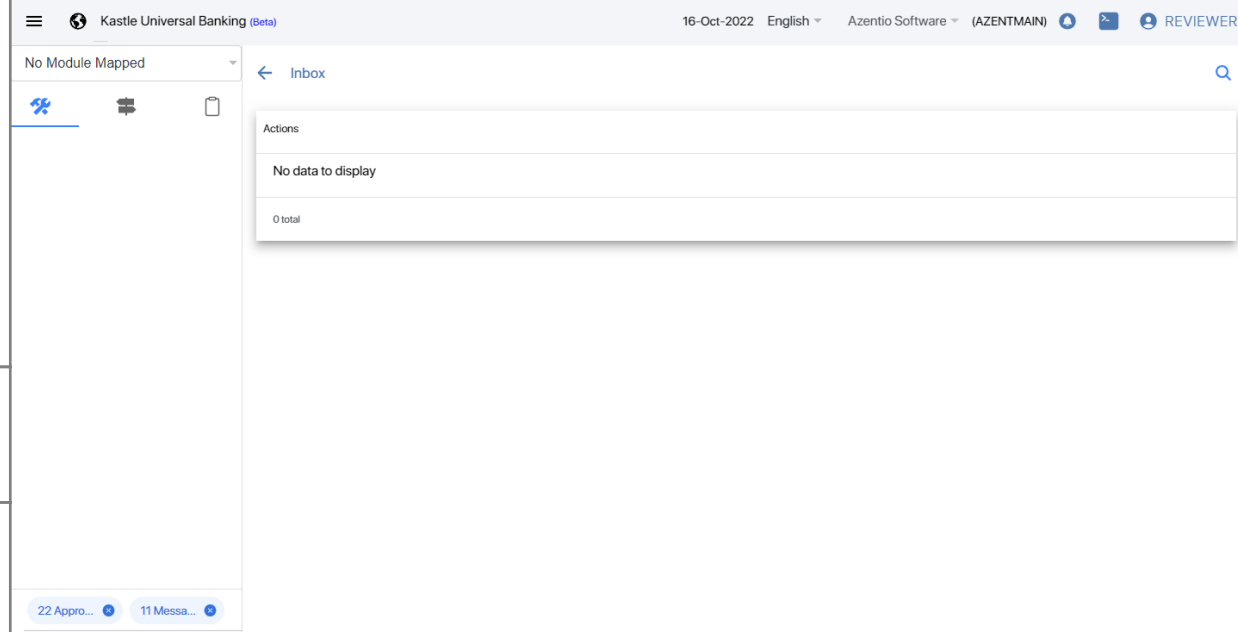 Kastle Universal Banking (Beta)
16-Oct-2022 English Azentio Software (AZENTMAIN) REVIEWER
No Module Mapped
Inbox
Actions
No data to display
0 total
22 Appro... 11 Messa...